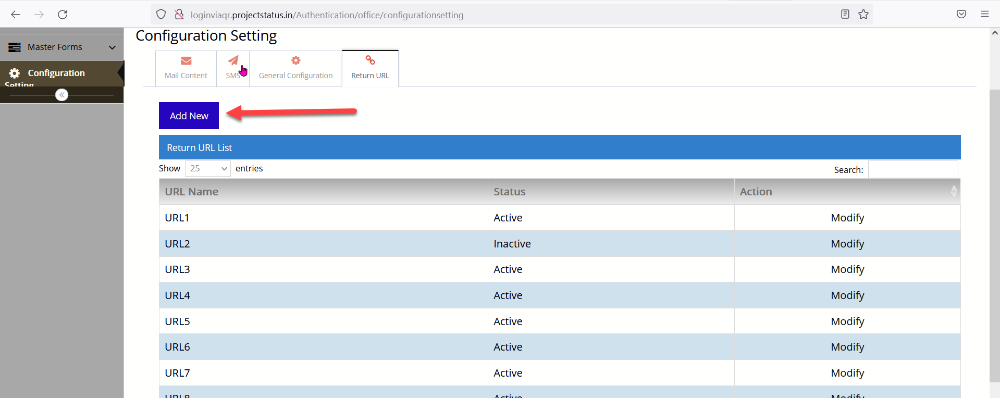 loginviaqr.projectstatus.in/Authentication/office/configurationsetting
Master Forms
Configuration
Setting
Configuration Setting
Mail Content
SMS
General Configuration
Return URL
Add New
Return URL List
Show 25 entries
Search:
URL Name Status Action
URL1 Active Modify
URL2 Inactive Modify
URL3 Active Modify
URL4 Active Modify
URL5 Active Modify
URL6 Active Modify
URL7 Active Modify
URL8 Active Modify